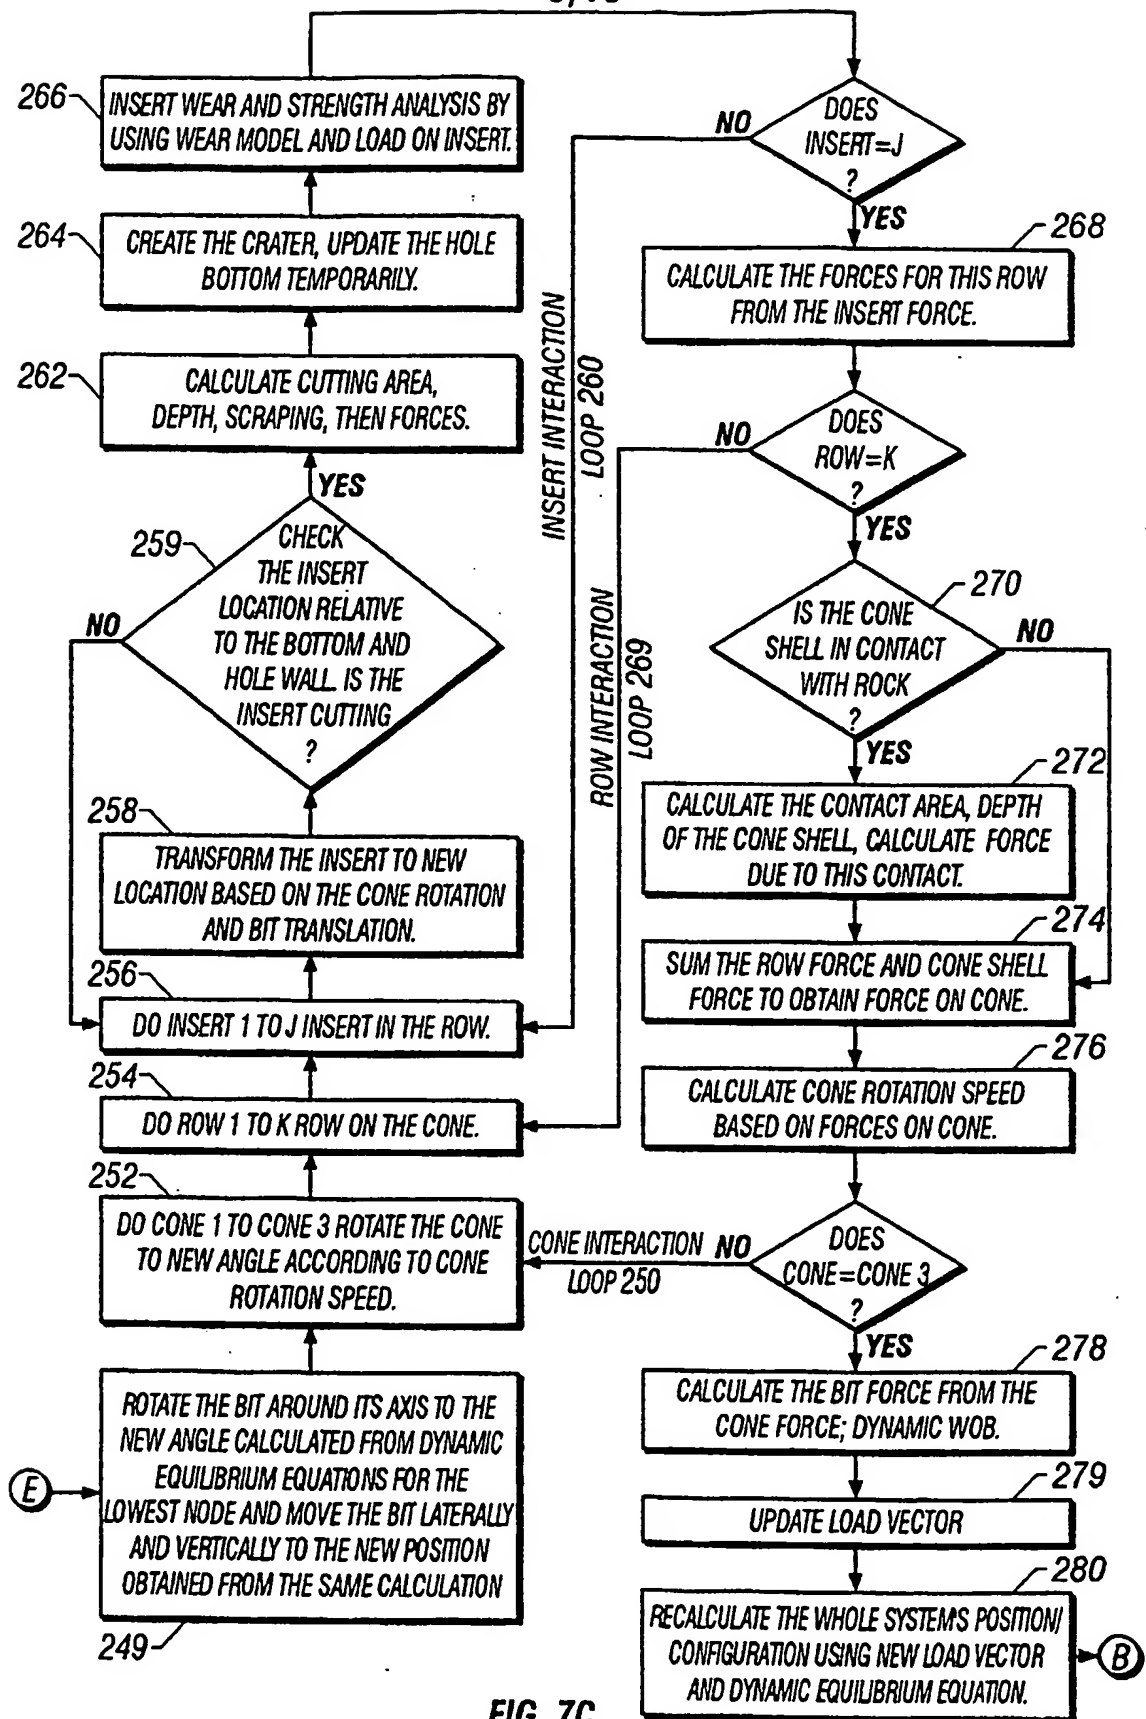 266
INSERT WEAR AND STRENGTH ANALYSIS BY
USING WEAR MODEL AND LOAD ON INSERT.
264
CREATE THE CRATER, UPDATE THE HOLE
BOTTOM TEMPORARILY.
262
CALCULATE CUTTING AREA,
DEPTH, SCRAPING, THEN FORCES.
YES
259
CHECK
THE INSERT
LOCATION RELATIVE
TO THE BOTTOM AND
HOLE WALL. IS THE
INSERT CUTTING
?
NO
258
TRANSFORM THE INSERT TO NEW
LOCATION BASED ON THE CONE ROTATION
AND BIT TRANSLATION.
256
DO INSERT 1 TO J INSERT IN THE ROW.
254
DO ROW 1 TO K ROW ON THE CONE.
252
DO CONE 1 TO CONE 3 ROTATE THE CONE
TO NEW ANGLE ACCORDING TO CONE
ROTATION SPEED.
E
ROTATE THE BIT AROUND ITS AXIS TO THE
NEW ANGLE CALCULATED FROM DYNAMIC
EQUILIBRIUM EQUATIONS FOR THE
LOWEST NODE AND MOVE THE BIT LATERALLY
AND VERTICALLY TO THE NEW POSITION
OBTAINED FROM THE SAME CALCULATION
249
INSERT INTERACTION
LOOP 260
ROW INTERACTION
LOOP 269
CONE INTERACTION
LOOP 250
DOES
INSERT=J
?
NO
YES
268
CALCULATE THE FORCES FOR THIS ROW
FROM THE INSERT FORCE.
DOES
ROW=K
?
NO
YES
270
IS THE CONE
SHELL IN CONTACT
WITH ROCK
?
NO
YES
272
CALCULATE THE CONTACT AREA, DEPTH
OF THE CONE SHELL, CALCULATE FORCE
DUE TO THIS CONTACT.
274
SUM THE ROW FORCE AND CONE SHELL
FORCE TO OBTAIN FORCE ON CONE.
276
CALCULATE CONE ROTATION SPEED
BASED ON FORCES ON CONE.
DOES
CONE=CONE 3
?
NO
YES
278
CALCULATE THE BIT FORCE FROM THE
CONE FORCE; DYNAMIC WOB.
279
UPDATE LOAD VECTOR
280
RECALCULATE THE WHOLE SYSTEM'S POSITION/
CONFIGURATION USING NEW LOAD VECTOR
AND DYNAMIC EQUILIBRIUM EQUATION.
B
FIG. 7C